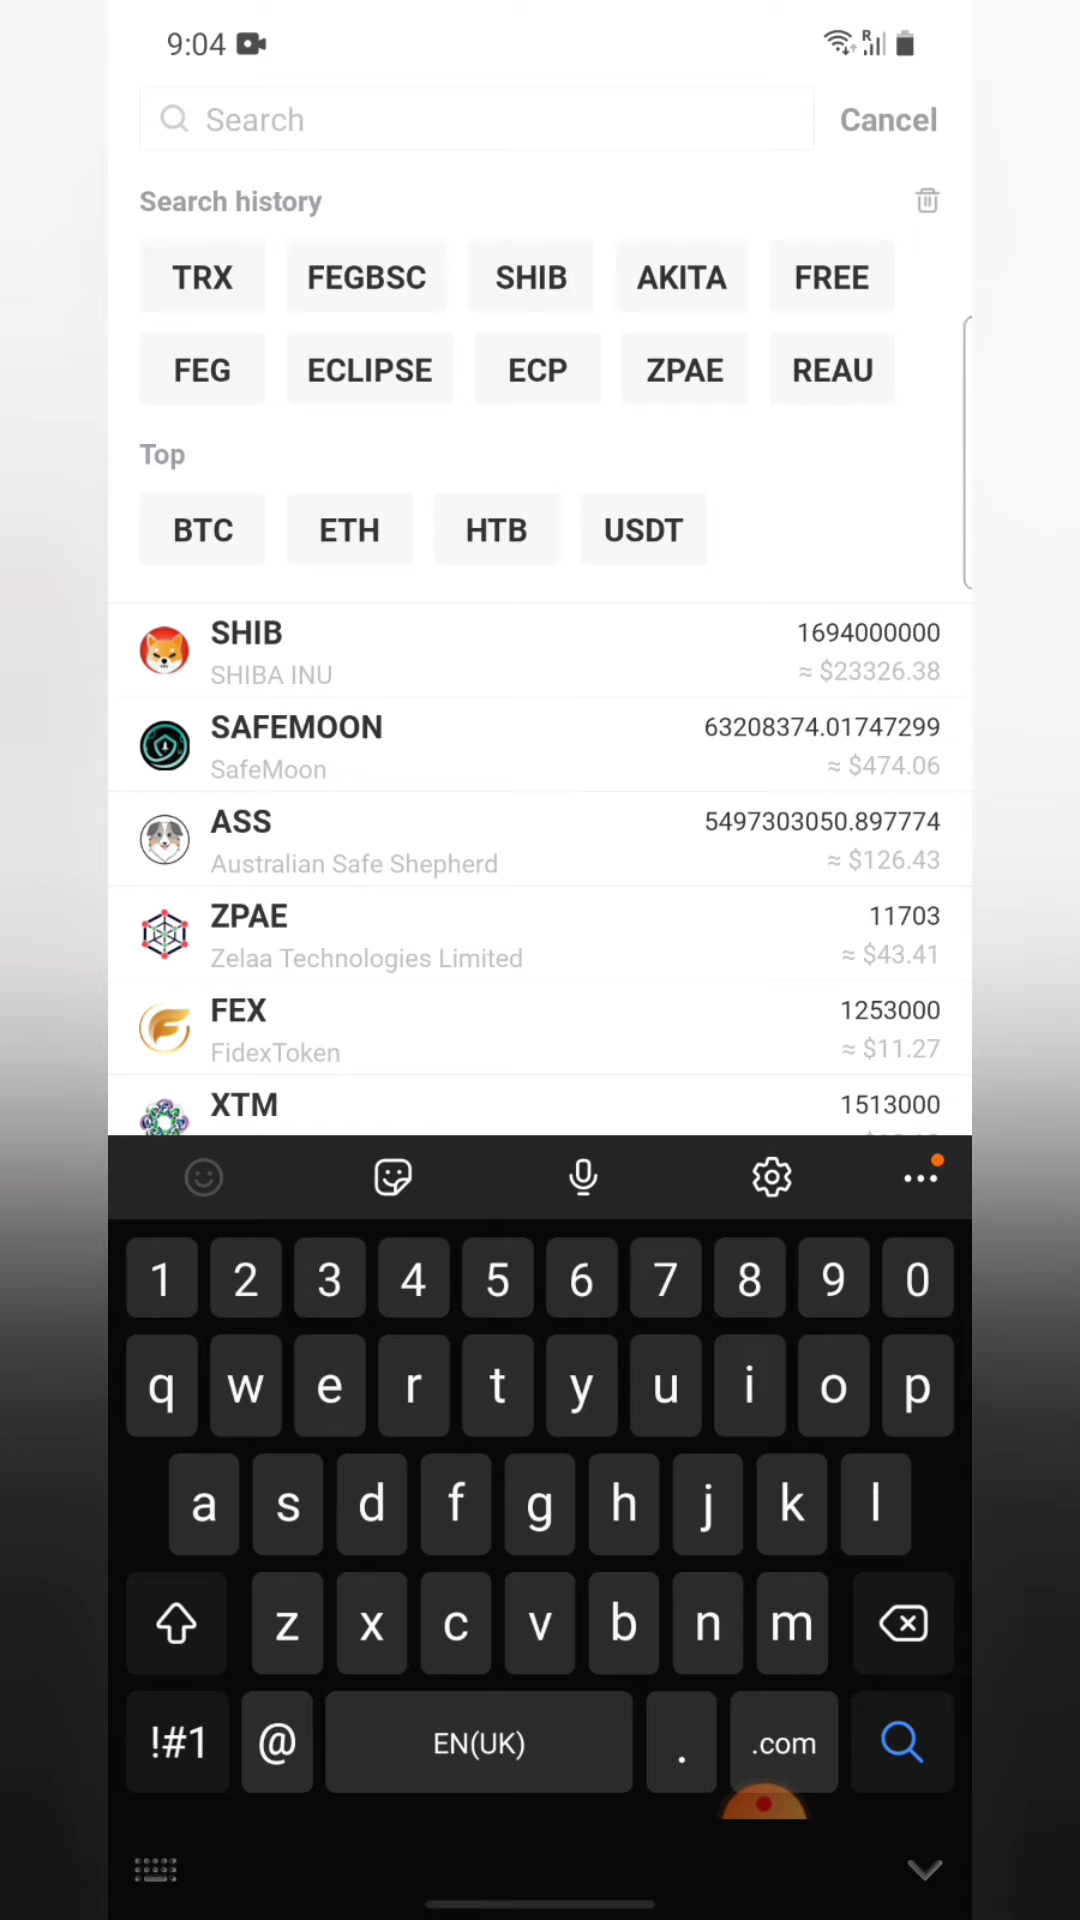 9:04
Search Cancel
Search history
TRX FEGBSC SHIB AKITA FREE
FEG ECLIPSE ECP ZPAE REAU
Top
BTC ETH HTB USDT
SHIB 1694000000
SHIBA INU ≈ $23326.38
SAFEMOON 63208374.01747299
SafeMoon ≈ $474.06
ASS 5497303050.897774
Australian Safe Shepherd ≈ $126.43
ZPAE 11703
Zelaa Technologies Limited ≈ $43.41
FEX 1253000
FidexToken ≈ $11.27
XTM 1513000
1 2 3 4 5 6 7 8 9 0
q w e r t y u i o p
a s d f g h j k l
z x c v b n m
!#1 @ EN(UK) . .com